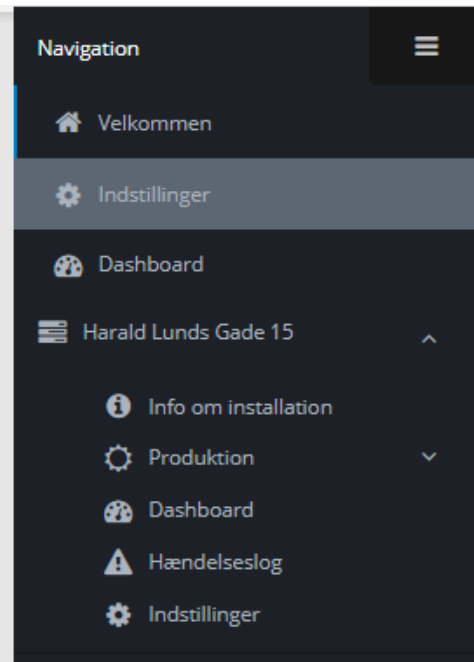 Navigation
Velkommen
Indstillinger
Dashboard
Harald Lunds Gade 15
Info om installation
Produktion
Dashboard
Hændelseslog
Indstillinger